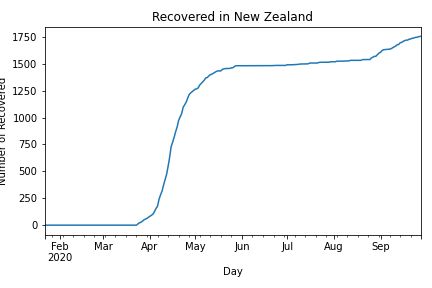 Recovered in New Zealand
Number of Recovered
1750
1500
1250
1000
750
500
250
0
Feb Mar Apr May Jun Jul Aug Sep
2020
Day